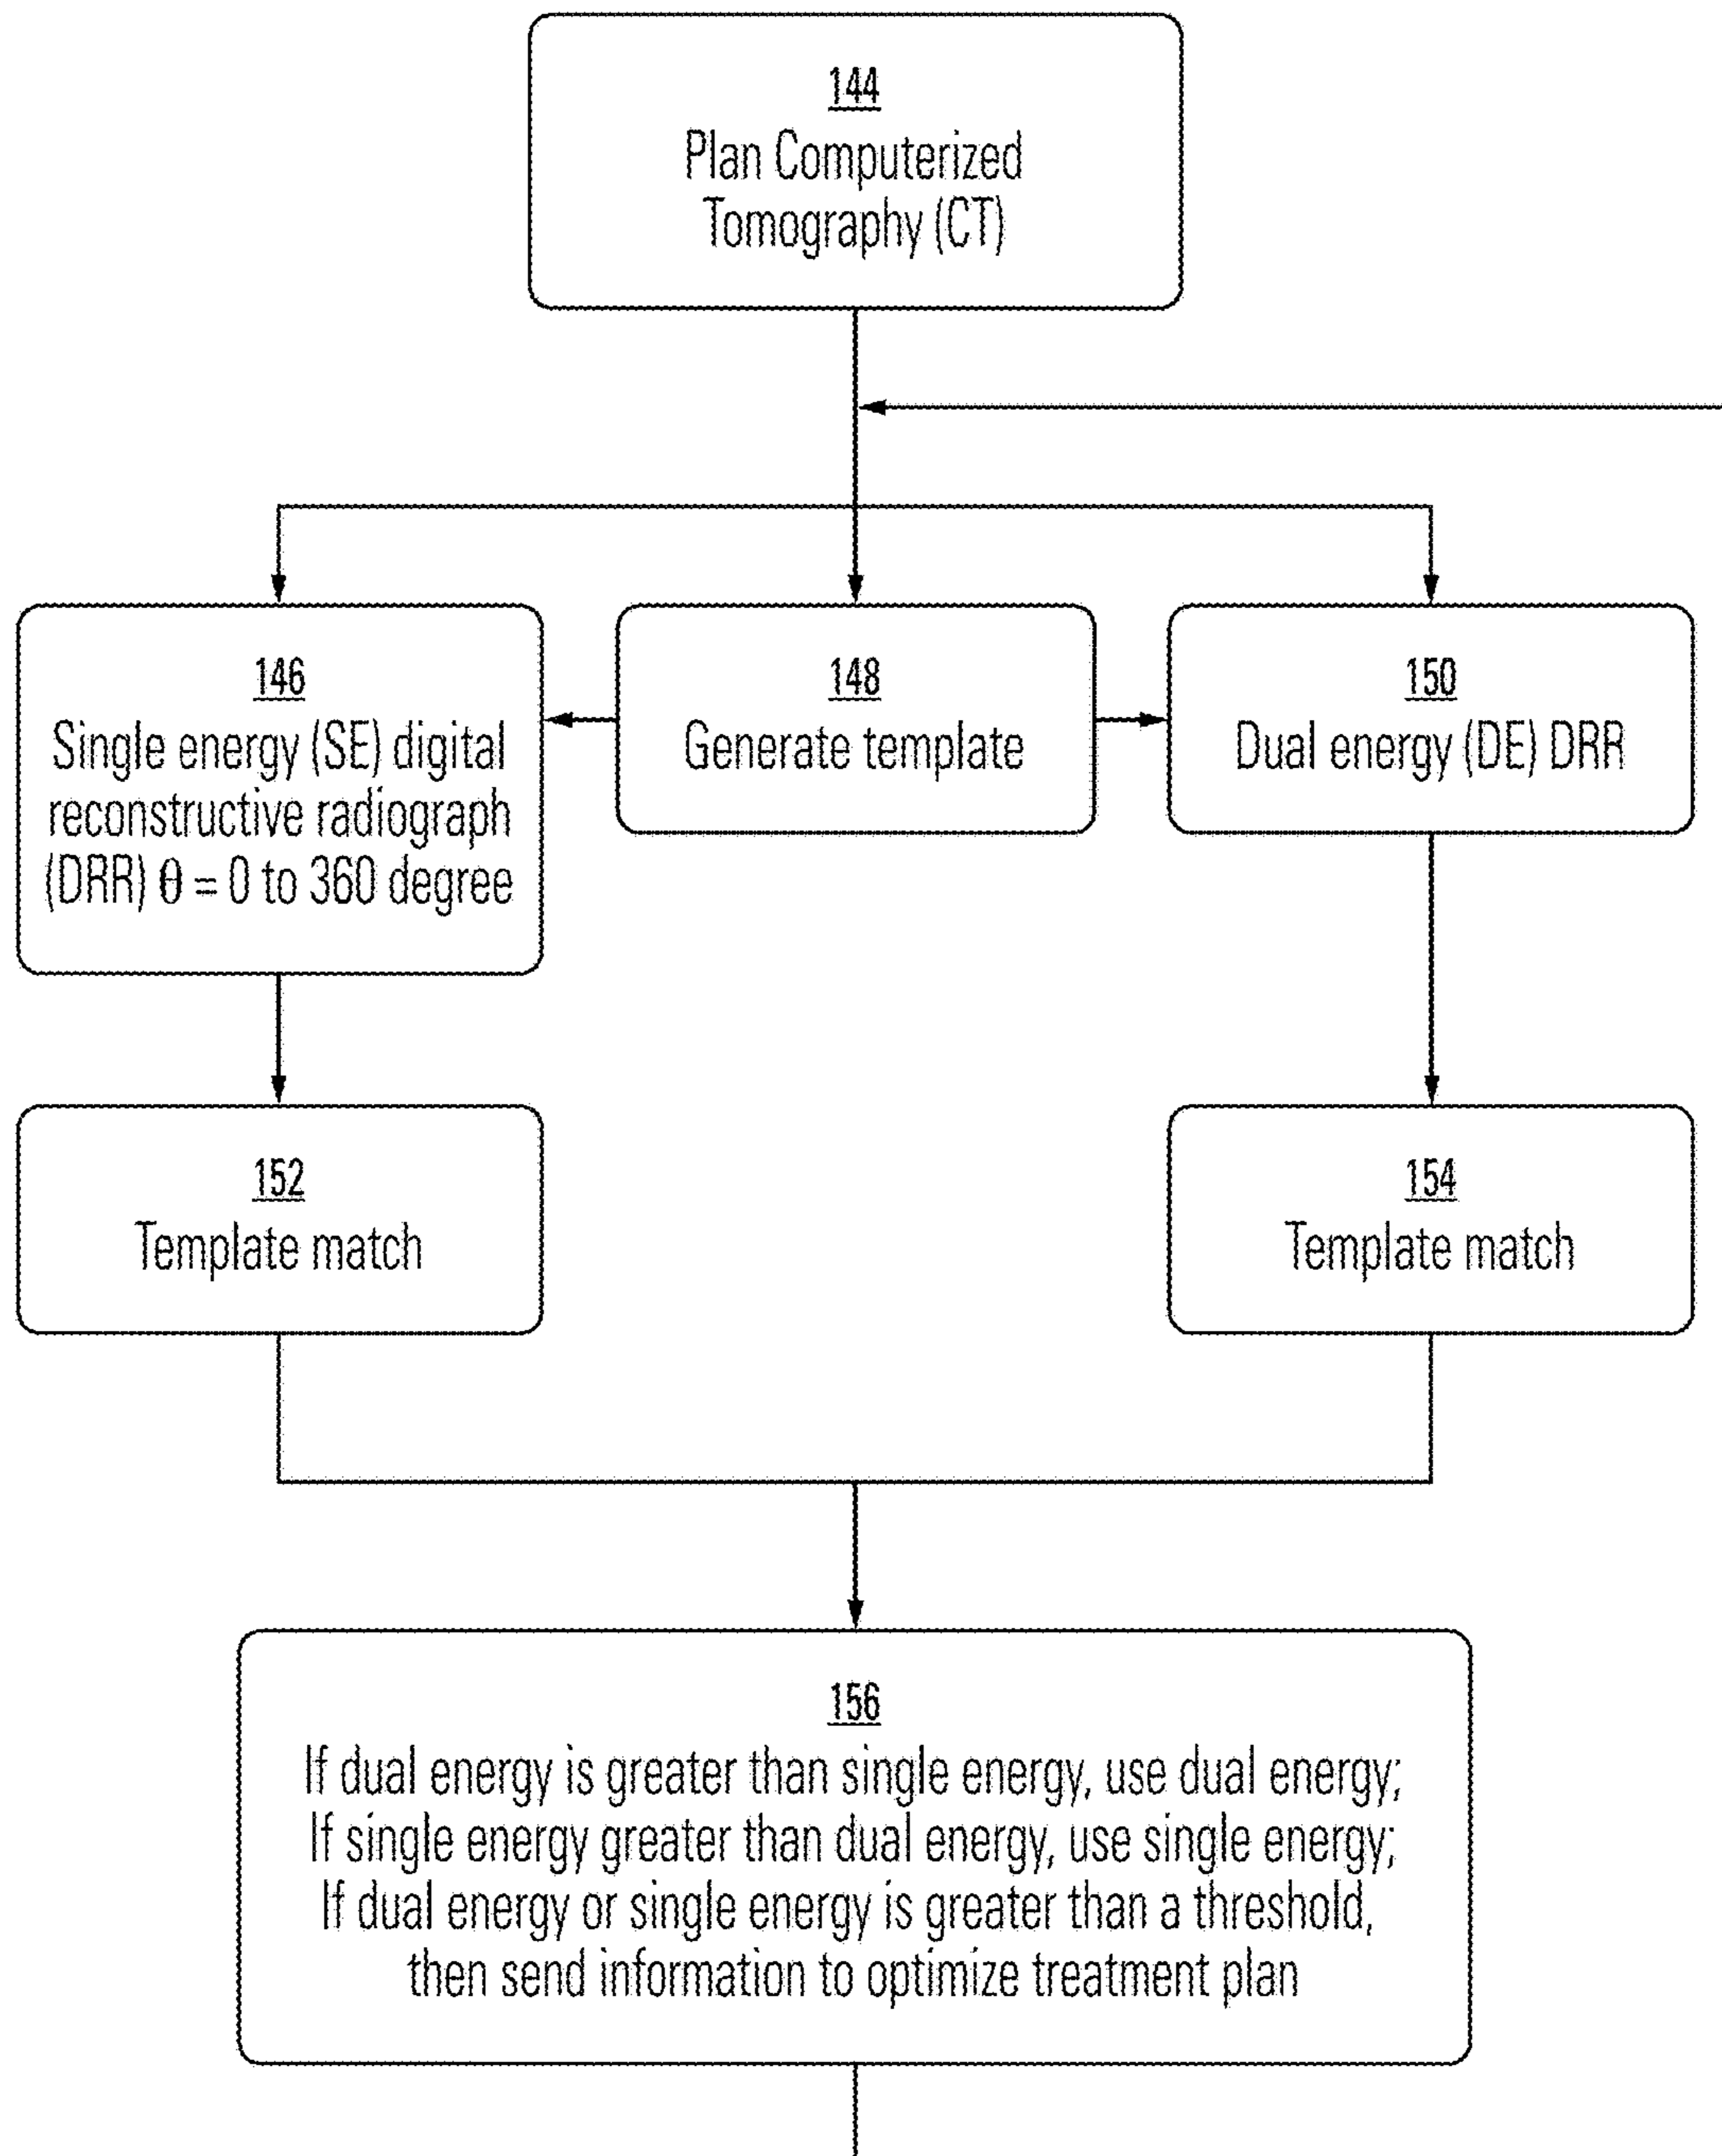 144
Plan Computerized
Tomography (CT)
146
Single energy (SE) digital
reconstructive radiograph
(DRR) θ = 0 to 360 degree
148
Generate template
150
Dual energy (DE) DRR
152
Template match
154
Template match
156
If dual energy is greater than single energy, use dual energy;
If single energy greater than dual energy, use single energy;
If dual energy or single energy is greater than a threshold,
then send information to optimize treatment plan